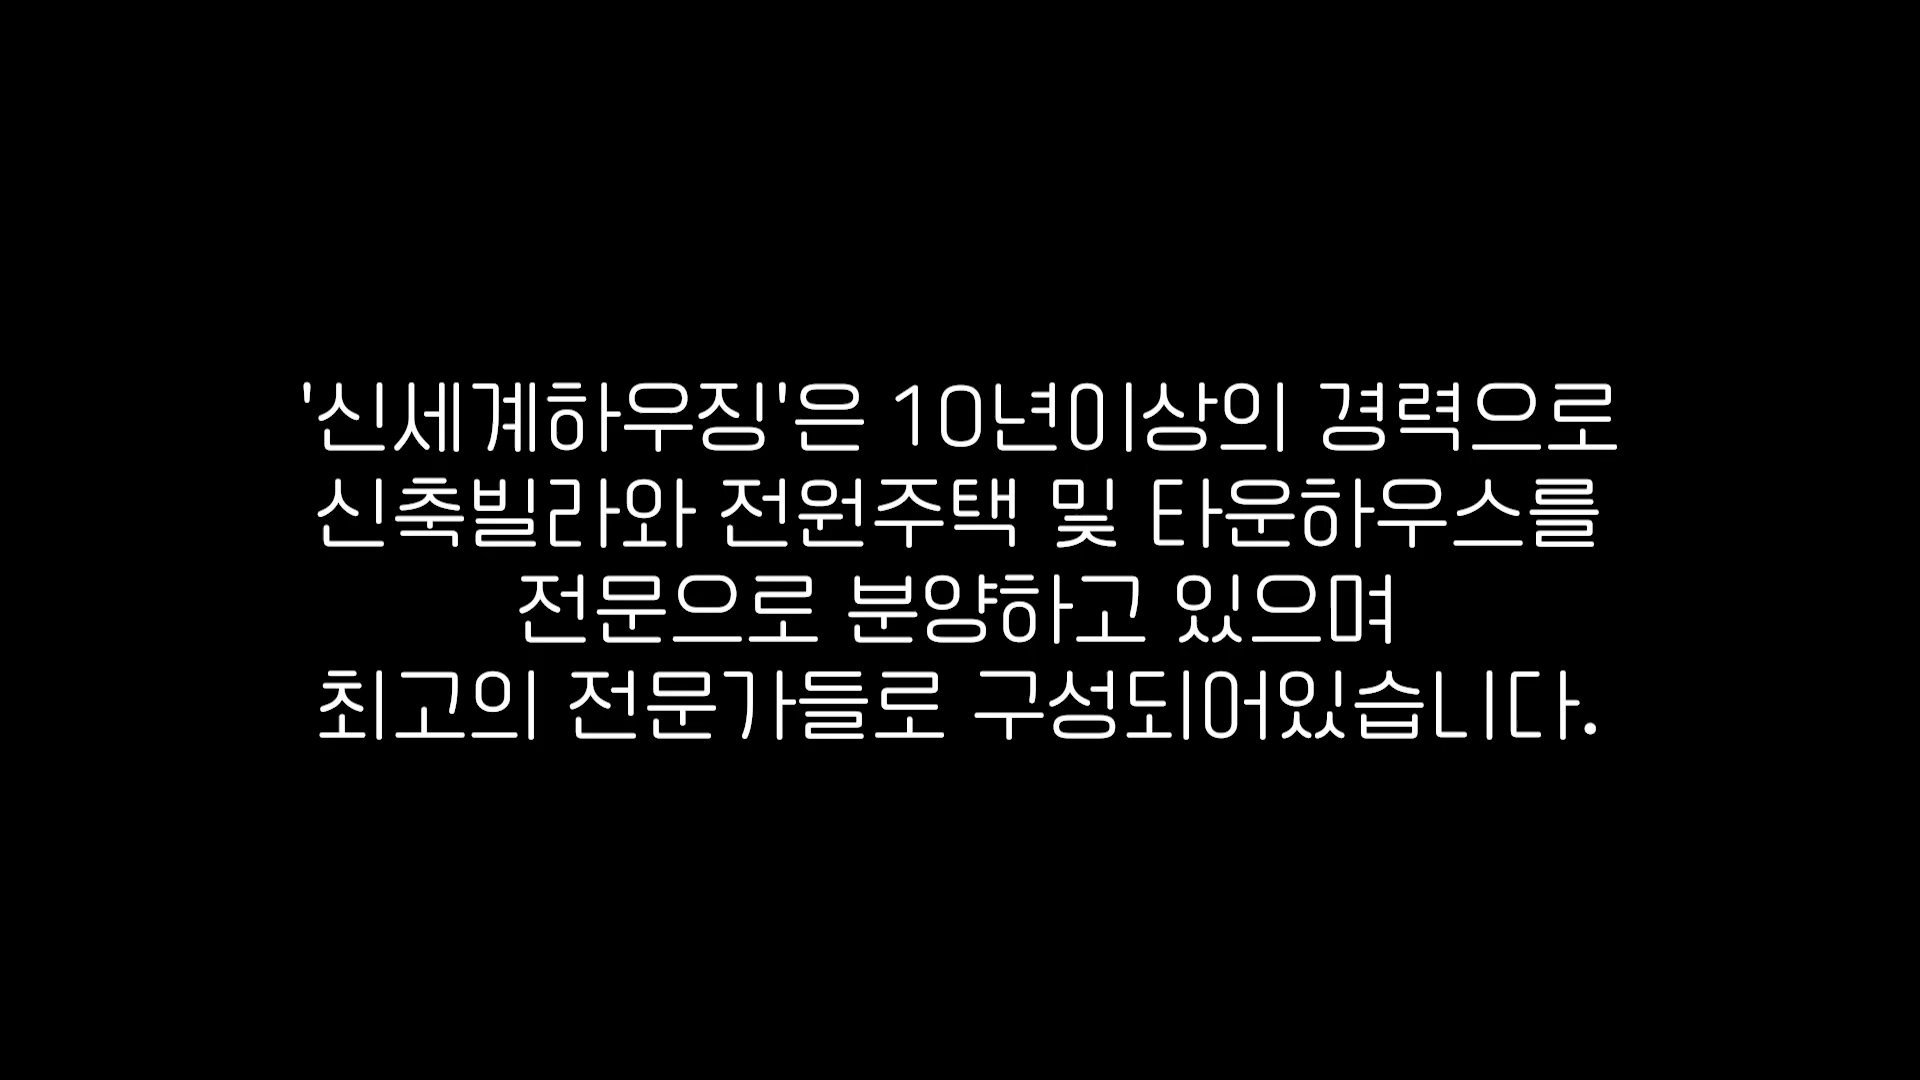 '신세계하우징'은 10년이상의 경력으로
신축빌라와 전원주택 및 타운하우스를
전문으로 분양하고 있으며
최고의 전문가들로 구성되어있습니다.